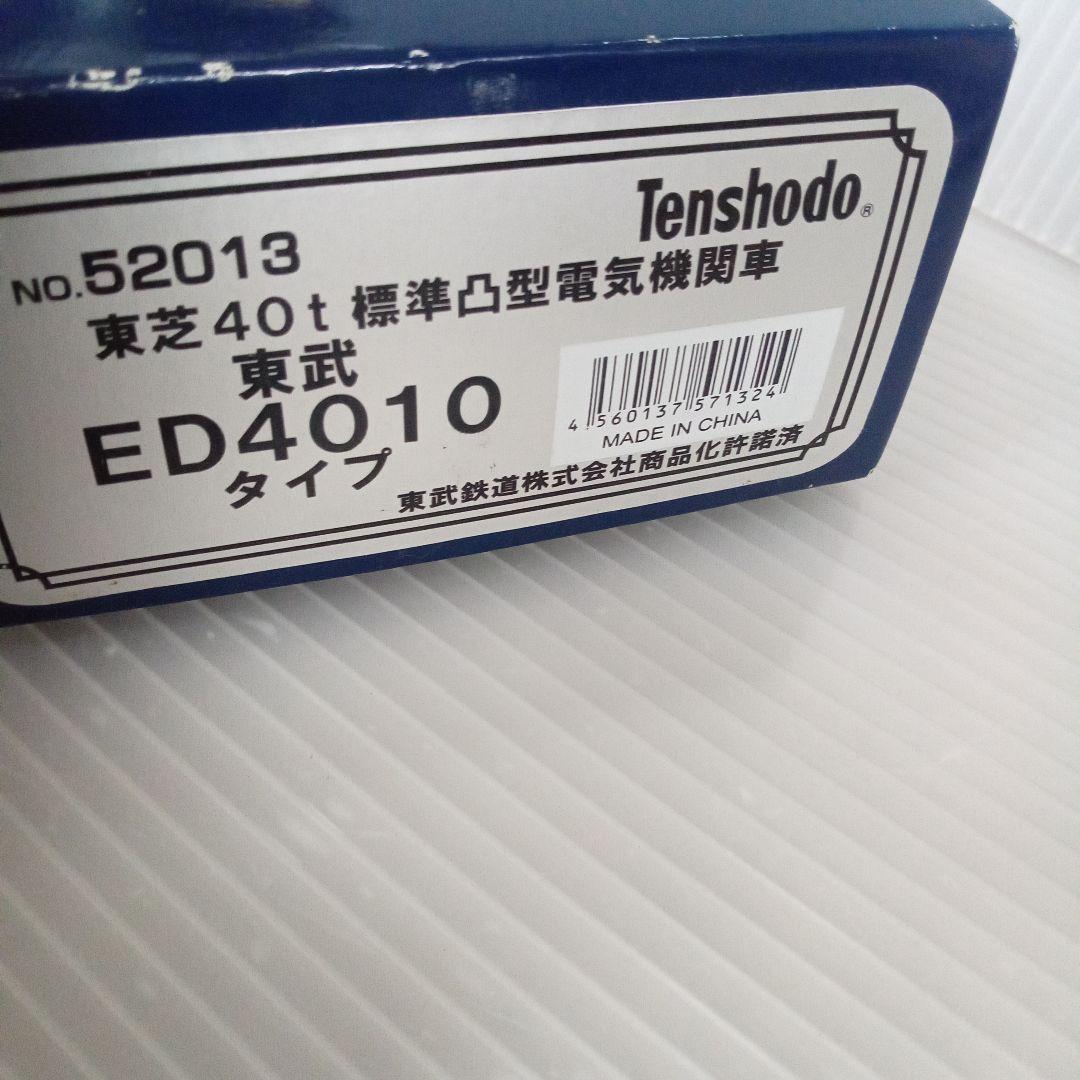 Tenshodo®
NO.52013
東芝40t 標準凸型電気機関車
東武
ED4010
タイプ
4 560137 571324
MADE IN CHINA
東武鉄道株式会社商品化許諾済